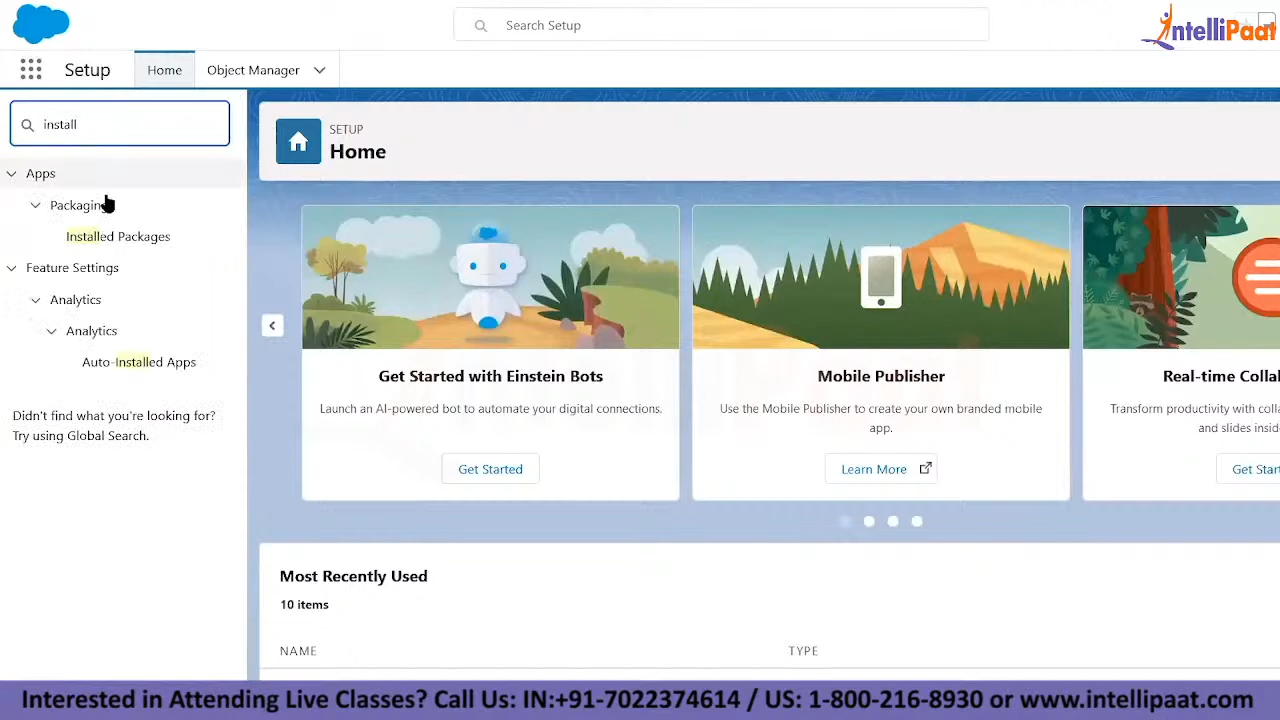 Search Setup
IntelliPaat
Setup
Home
Object Manager
install
Apps
Packaging
Installed Packages
Feature Settings
Analytics
Analytics
Auto-Installed Apps
Didn't find what you're looking for?
Try using Global Search.
SETUP
Home
Get Started with Einstein Bots
Launch an AI-powered bot to automate your digital connections.
Get Started
Mobile Publisher
Use the Mobile Publisher to create your own branded mobile
app.
Learn More
Real-time Colla
Transform productivity with colla
and slides insid
Get Star
Most Recently Used
10 items
NAME
TYPE
Interested in Attending Live Classes? Call Us: IN:+91-7022374614 / US: 1-800-216-8930 or www.intellipaat.com